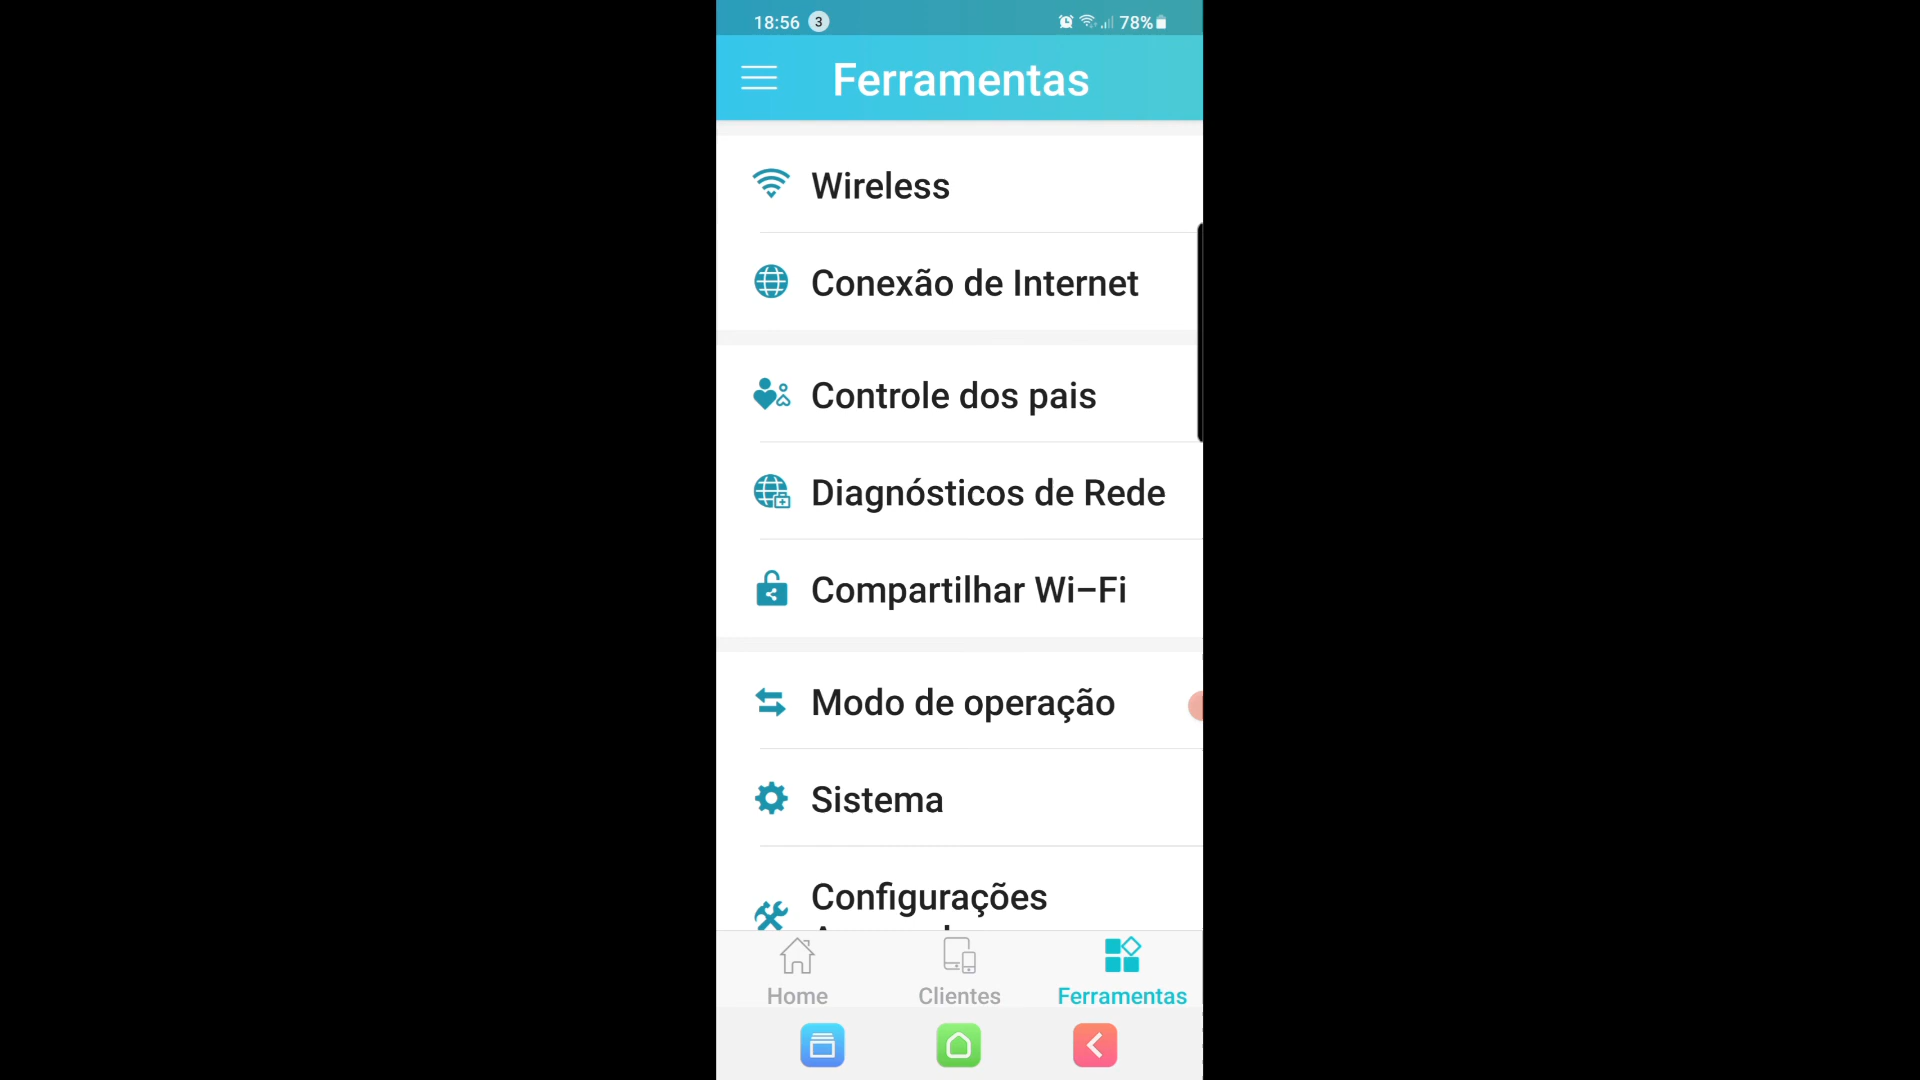 18:56 3 78%
Ferramentas
Wireless
Conexão de Internet
Controle dos pais
Diagnósticos de Rede
Compartilhar Wi-Fi
Modo de operação
Sistema
Configurações
Home Clientes Ferramentas